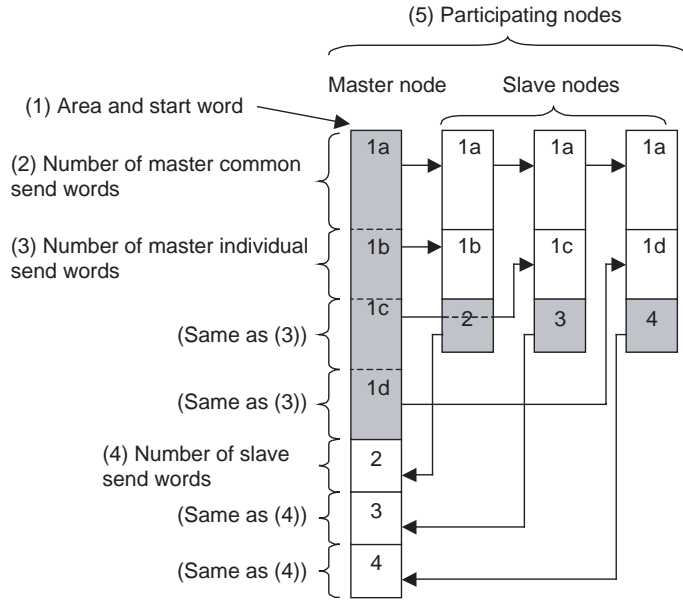 (5) Participating nodes
Master node
Slave nodes
(1) Area and start word
1a
1a
1a
1a
(2) Number of master common
send words
(3) Number of master individual
send words
1b
1b
1c
1d
1c
2
3
4
(Same as (3))
1d
(Same as (3))
(4) Number of slave
send words
2
(Same as (4))
3
(Same as (4))
4